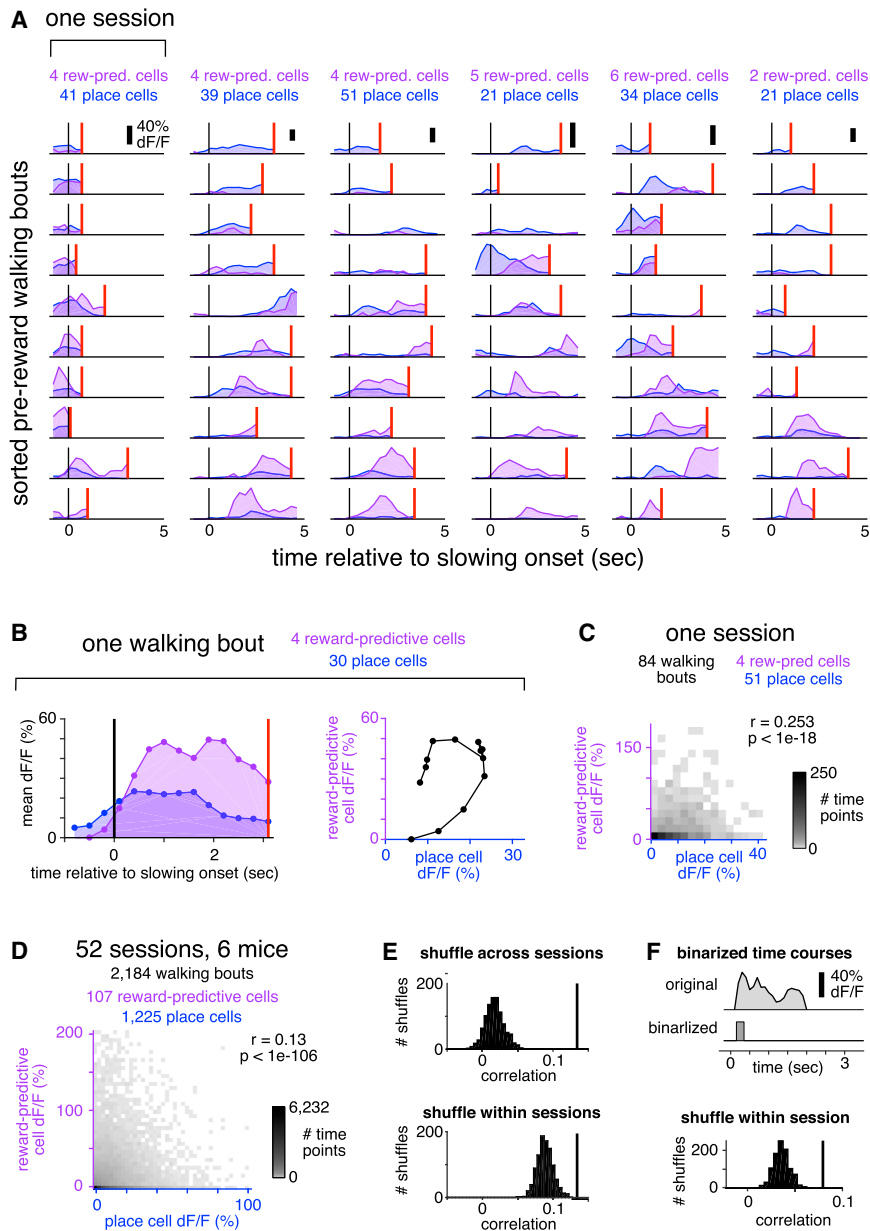 A
one session
4 rew-pred. cells
41 place cells
4 rew-pred. cells
39 place cells
4 rew-pred. cells
51 place cells
5 rew-pred. cells
21 place cells
6 rew-pred. cells
34 place cells
2 rew-pred. cells
21 place cells
40%
dF/F
sorted pre-reward walking bouts
0 5 0 5 0 5 0 5 0 5 0 5
time relative to slowing onset (sec)
B
one walking bout
4 reward-predictive cells
30 place cells
60
mean dF/F (%)
0
0 2
time relative to slowing onset (sec)
60
reward-predictive
cell dF/F (%)
0
0 30
place cell
dF/F (%)
C
one session
84 walking
bouts
4 rew-pred cells
51 place cells
r = 0.253
p < 1e-18
150
reward-predictive
cell dF/F (%)
0
0 40
place cell
dF/F (%)
250
# time
points
0
D
52 sessions, 6 mice
2,184 walking bouts
107 reward-predictive cells
1,225 place cells
r = 0.13
p < 1e-106
200
100
0
reward-predictive
cell dF/F (%)
0 100
place cell dF/F (%)
6,232
# time
points
0
E
shuffle across sessions
200
# shuffles
0
0 0.1
correlation
shuffle within sessions
200
# shuffles
0
0 0.1
correlation
F
binarized time courses
original
40%
dF/F
binarlized
0 3
time (sec)
shuffle within session
200
# shuffles
0
0 0.1
correlation